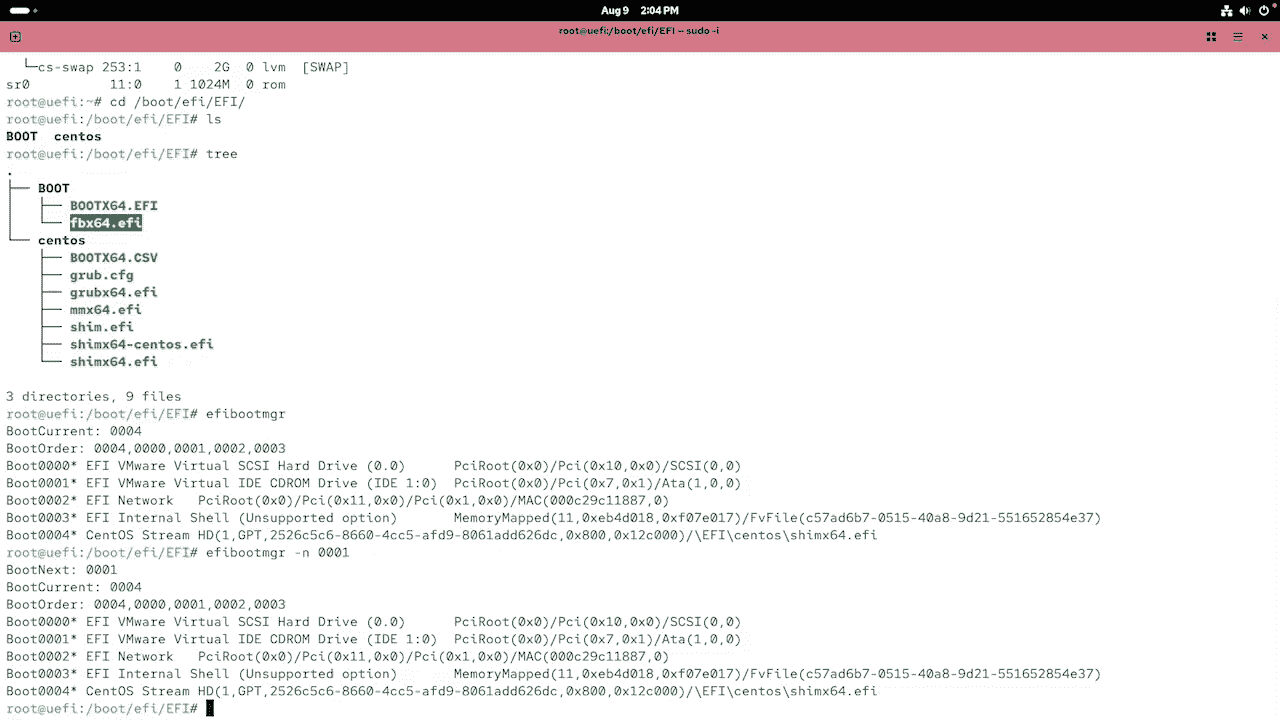 Aug 9 2:04 PM
root@uefi:/boot/efi/EFI – sudo -i
└─cs-swap 253:1 0 2G 0 lvm [SWAP]
sr0 11:0 1 1024M 0 rom
root@uefi:~# cd /boot/efi/EFI/
root@uefi:/boot/efi/EFI# ls
BOOT centos
root@uefi:/boot/efi/EFI# tree
.
├── BOOT
│   ├── BOOTX64.EFI
│   └── fbx64.efi
└── centos
    ├── BOOTX64.CSV
    ├── grub.cfg
    ├── grubx64.efi
    ├── mmx64.efi
    ├── shim.efi
    ├── shimx64-centos.efi
    └── shimx64.efi
3 directories, 9 files
root@uefi:/boot/efi/EFI# efibootmgr
BootCurrent: 0004
BootOrder: 0004,0000,0001,0002,0003
Boot0000* EFI VMware Virtual SCSI Hard Drive (0.0) PciRoot(0x0)/Pci(0x10,0x0)/SCSI(0,0)
Boot0001* EFI VMware Virtual IDE CDROM Drive (IDE 1:0) PciRoot(0x0)/Pci(0x7,0x1)/Ata(1,0,0)
Boot0002* EFI Network PciRoot(0x0)/Pci(0x11,0x0)/Pci(0x1,0x0)/MAC(000c29c11887,0)
Boot0003* EFI Internal Shell (Unsupported option) MemoryMapped(11,0xeb4d018,0xf07e017)/FvFile(c57ad6b7-0515-40a8-9d21-551652854e37)
Boot0004* CentOS Stream HD(1,GPT,2526c5c6-8660-4cc5-afd9-8061add626dc,0x800,0x12c000)/\EFI\centos\shimx64.efi
root@uefi:/boot/efi/EFI# efibootmgr -n 0001
BootNext: 0001
BootCurrent: 0004
BootOrder: 0004,0000,0001,0002,0003
Boot0000* EFI VMware Virtual SCSI Hard Drive (0.0) PciRoot(0x0)/Pci(0x10,0x0)/SCSI(0,0)
Boot0001* EFI VMware Virtual IDE CDROM Drive (IDE 1:0) PciRoot(0x0)/Pci(0x7,0x1)/Ata(1,0,0)
Boot0002* EFI Network PciRoot(0x0)/Pci(0x11,0x0)/Pci(0x1,0x0)/MAC(000c29c11887,0)
Boot0003* EFI Internal Shell (Unsupported option) MemoryMapped(11,0xeb4d018,0xf07e017)/FvFile(c57ad6b7-0515-40a8-9d21-551652854e37)
Boot0004* CentOS Stream HD(1,GPT,2526c5c6-8660-4cc5-afd9-8061add626dc,0x800,0x12c000)/\EFI\centos\shimx64.efi
root@uefi:/boot/efi/EFI#